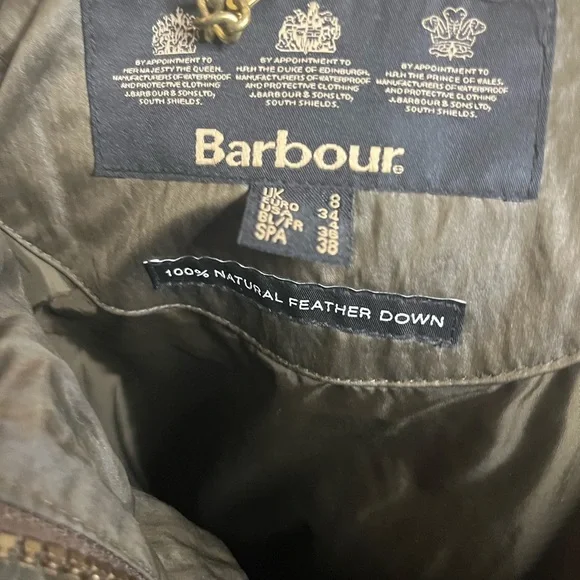 BY APPOINTMENT TO
HER MAJESTY THE QUEEN,
MANUFACTURERS OF WATERPROOF
AND PROTECTIVE CLOTHING
J.BARBOUR & SONS LTD,
SOUTH SHIELDS.
BY APPOINTMENT TO
H.R.H THE DUKE OF EDINBURGH,
MANUFACTURERS OF WATERPROOF
AND PROTECTIVE CLOTHING
J.BARBOUR & SONS LTD,
SOUTH SHIELDS.
BY APPOINTMENT TO
H.R.H THE PRINCE OF WALES,
MANUFACTURERS OF WATERPROOF
AND PROTECTIVE CLOTHING
J.BARBOUR & SONS LTD,
SOUTH SHIELDS.
Barbour®
UK 8
EURO 34
USA 4
BL/FR 36
SPA 38
100% NATURAL FEATHER DOWN